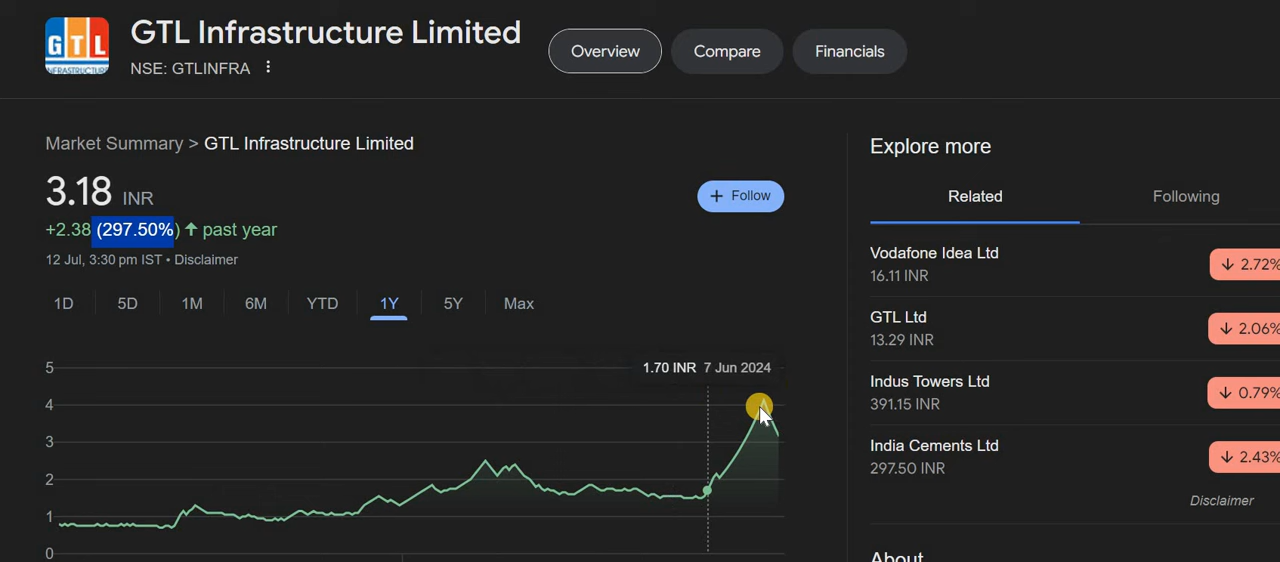 GTL Infrastructure Limited
GTL
INFRASTRUCTURE
NSE: GTLINFRA
Overview
Compare
Financials
Market Summary > GTL Infrastructure Limited
3.18 INR
+2.38 (297.50%) ↑ past year
12 Jul, 3:30 pm IST • Disclaimer
+ Follow
1D 5D 1M 6M YTD 1Y 5Y Max
1.70 INR 7 Jun 2024
5
4
3
2
1
0
Explore more
Related
Following
Vodafone Idea Ltd
16.11 INR
↓ 2.72%
GTL Ltd
13.29 INR
↓ 2.06%
Indus Towers Ltd
391.15 INR
↓ 0.79%
India Cements Ltd
297.50 INR
↓ 2.43%
Disclaimer
About